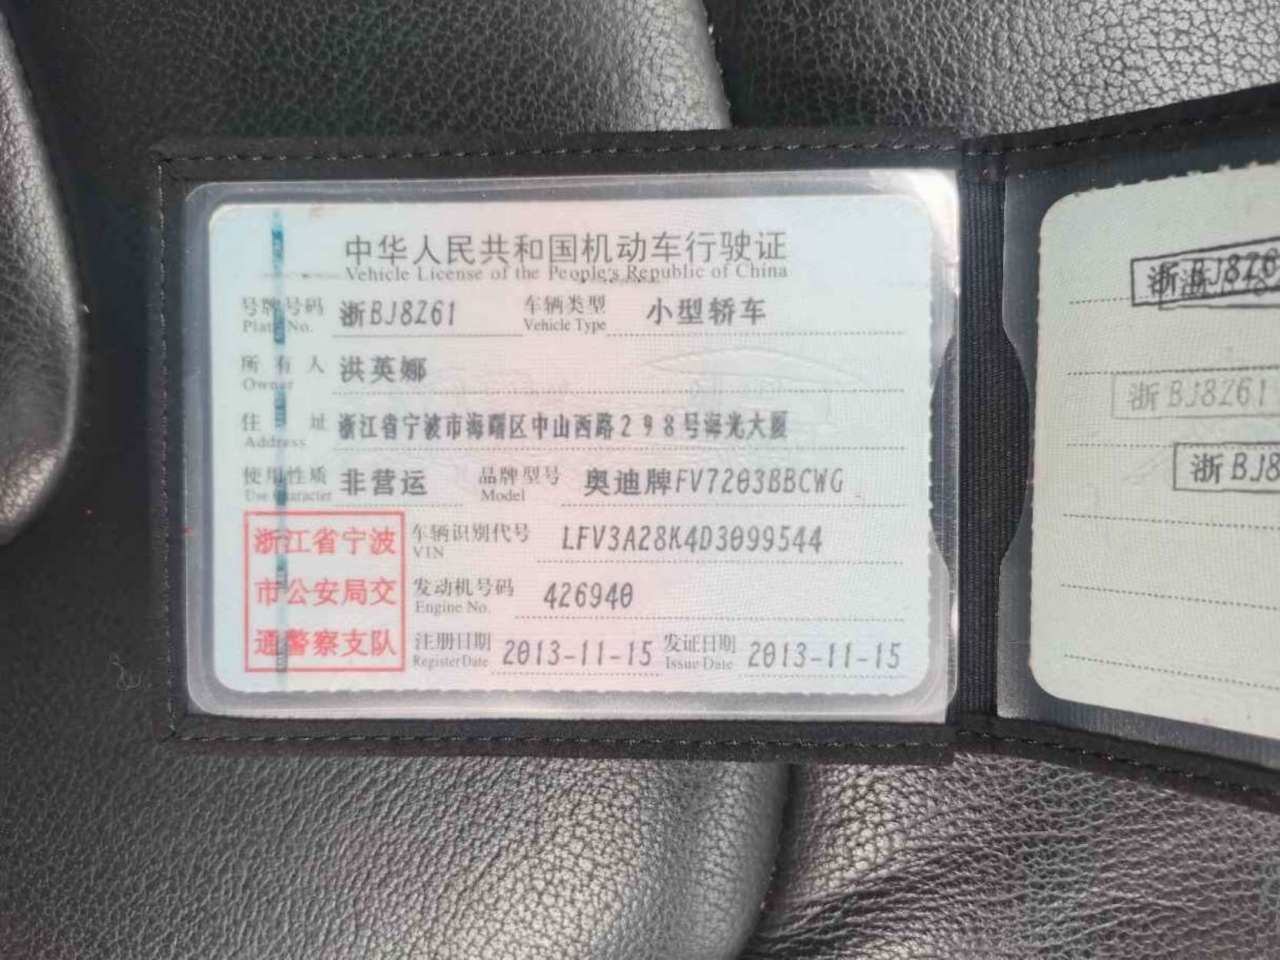 中华人民共和国机动车行驶证
Vehicle License of the People's Republic of China
号牌号码 浙BJ8Z61 车辆类型 小型轿车
Plate No. Vehicle Type
所有人 洪英娜
Owner
住址 浙江省宁波市海曙区中山西路298号海光大厦
Address
使用性质 非营运 品牌型号 奥迪牌FV7203BBCWG
Use Character Model
浙江省宁波
市公安局交
通警察支队
车辆识别代号 LFV3A28K4D3099544
VIN
发动机号码 426940
Engine No.
注册日期 2013-11-15 发证日期 2013-11-15
Register Date Issue Date
浙BJ8Z61
浙BJ8